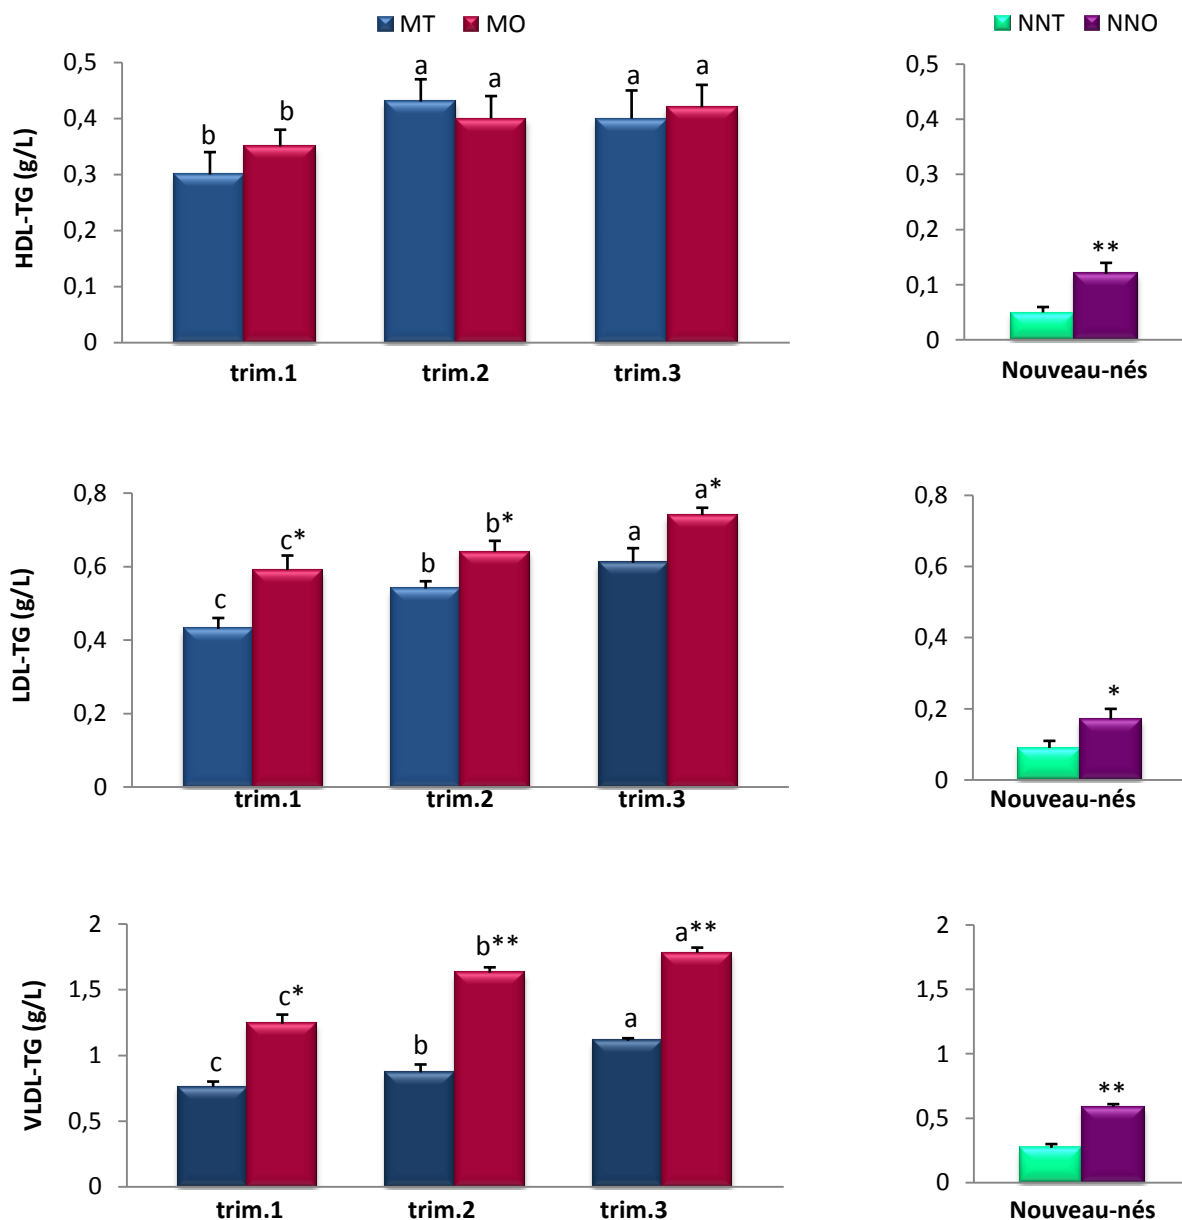 MT MO
NNT NNO
HDL-TG (g/L)
0,5
0,4
0,3
0,2
0,1
0
b b a a a a
trim.1 trim.2 trim.3
0,5
0,4
0,3
0,2
0,1
0
**
Nouveau-nés
LDL-TG (g/L)
0,8
0,6
0,4
0,2
0
c c* b b* a a*
trim.1 trim.2 trim.3
0,8
0,6
0,4
0,2
0
*
Nouveau-nés
VLDL-TG (g/L)
2
1,5
1
0,5
0
c c* b b** a a**
trim.1 trim.2 trim.3
2
1,5
1
0,5
0
**
Nouveau-nés